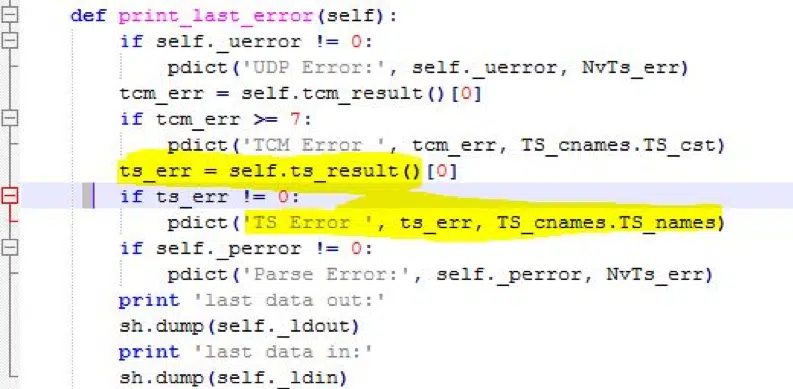 def print_last_error(self):
if self._uerror != 0:
pdict('UDP Error:', self._uerror, NvTs_err)
tcm_err = self.tcm_result()[0]
if tcm_err >= 7:
pdict('TCM Error ', tcm_err, TS_cnames.TS_cst)
ts_err = self.ts_result()[0]
if ts_err != 0:
pdict('TS Error ', ts_err, TS_cnames.TS_names)
if self._perror != 0:
pdict('Parse Error:', self._perror, NvTs_err)
print 'last data out:'
sh.dump(self._ldout)
print 'last data in:'
sh.dump(self._ldin)